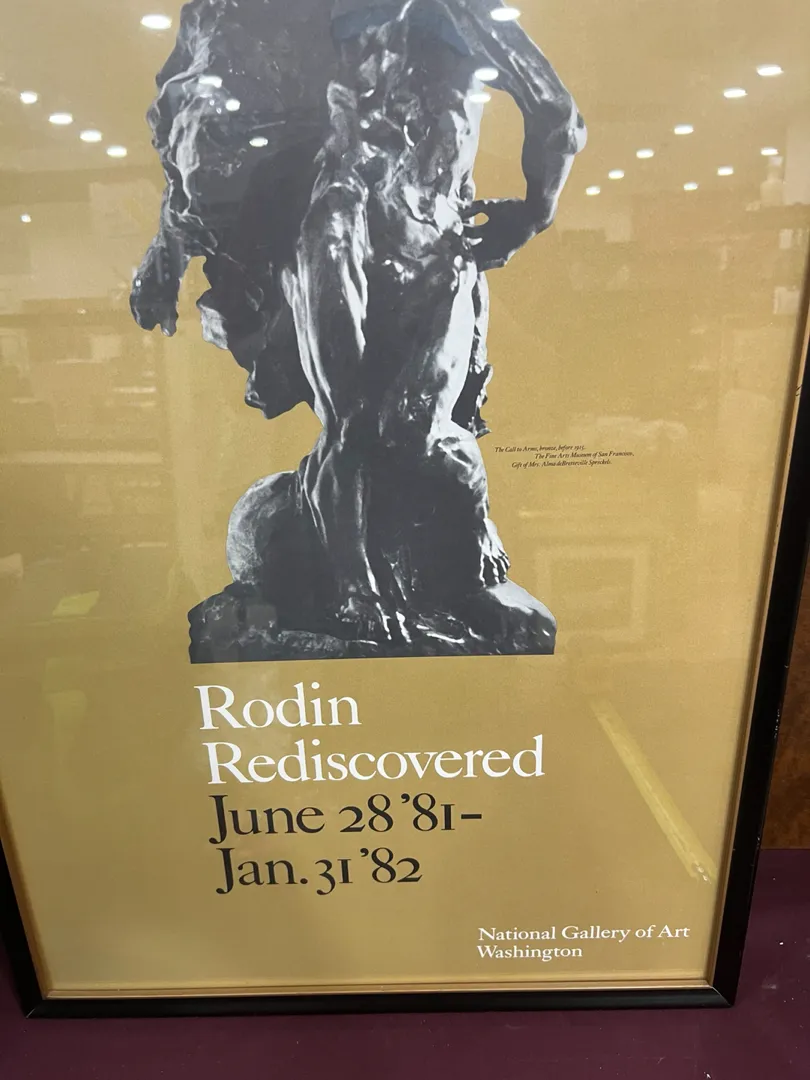 The Call to Arms, bronze, before 1925.
The Fine Arts Museum of San Francisco,
Gift of Mrs. Alma deBretteville Spreckels.
Rodin
Rediscovered
June 28 '81-
Jan. 31 '82
National Gallery of Art
Washington